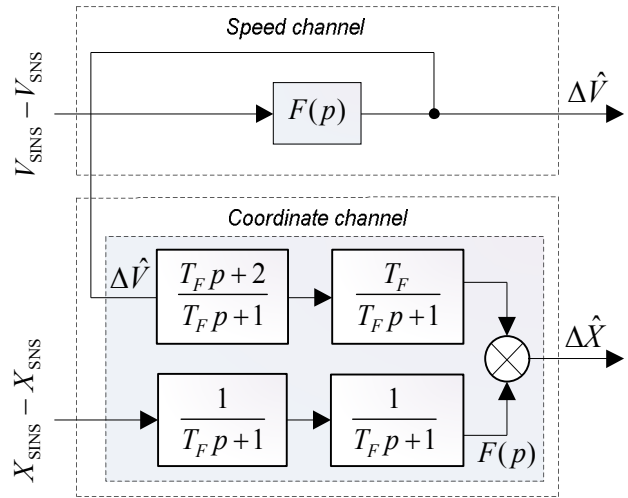 Speed channel
V_SINS − V_SNS
F(p)
ΔV̂
Coordinate channel
ΔV̂
T_F p + 2
T_F p + 1
T_F
T_F p + 1
ΔX̂
X_SINS − X_SNS
1
T_F p + 1
1
T_F p + 1
F(p)